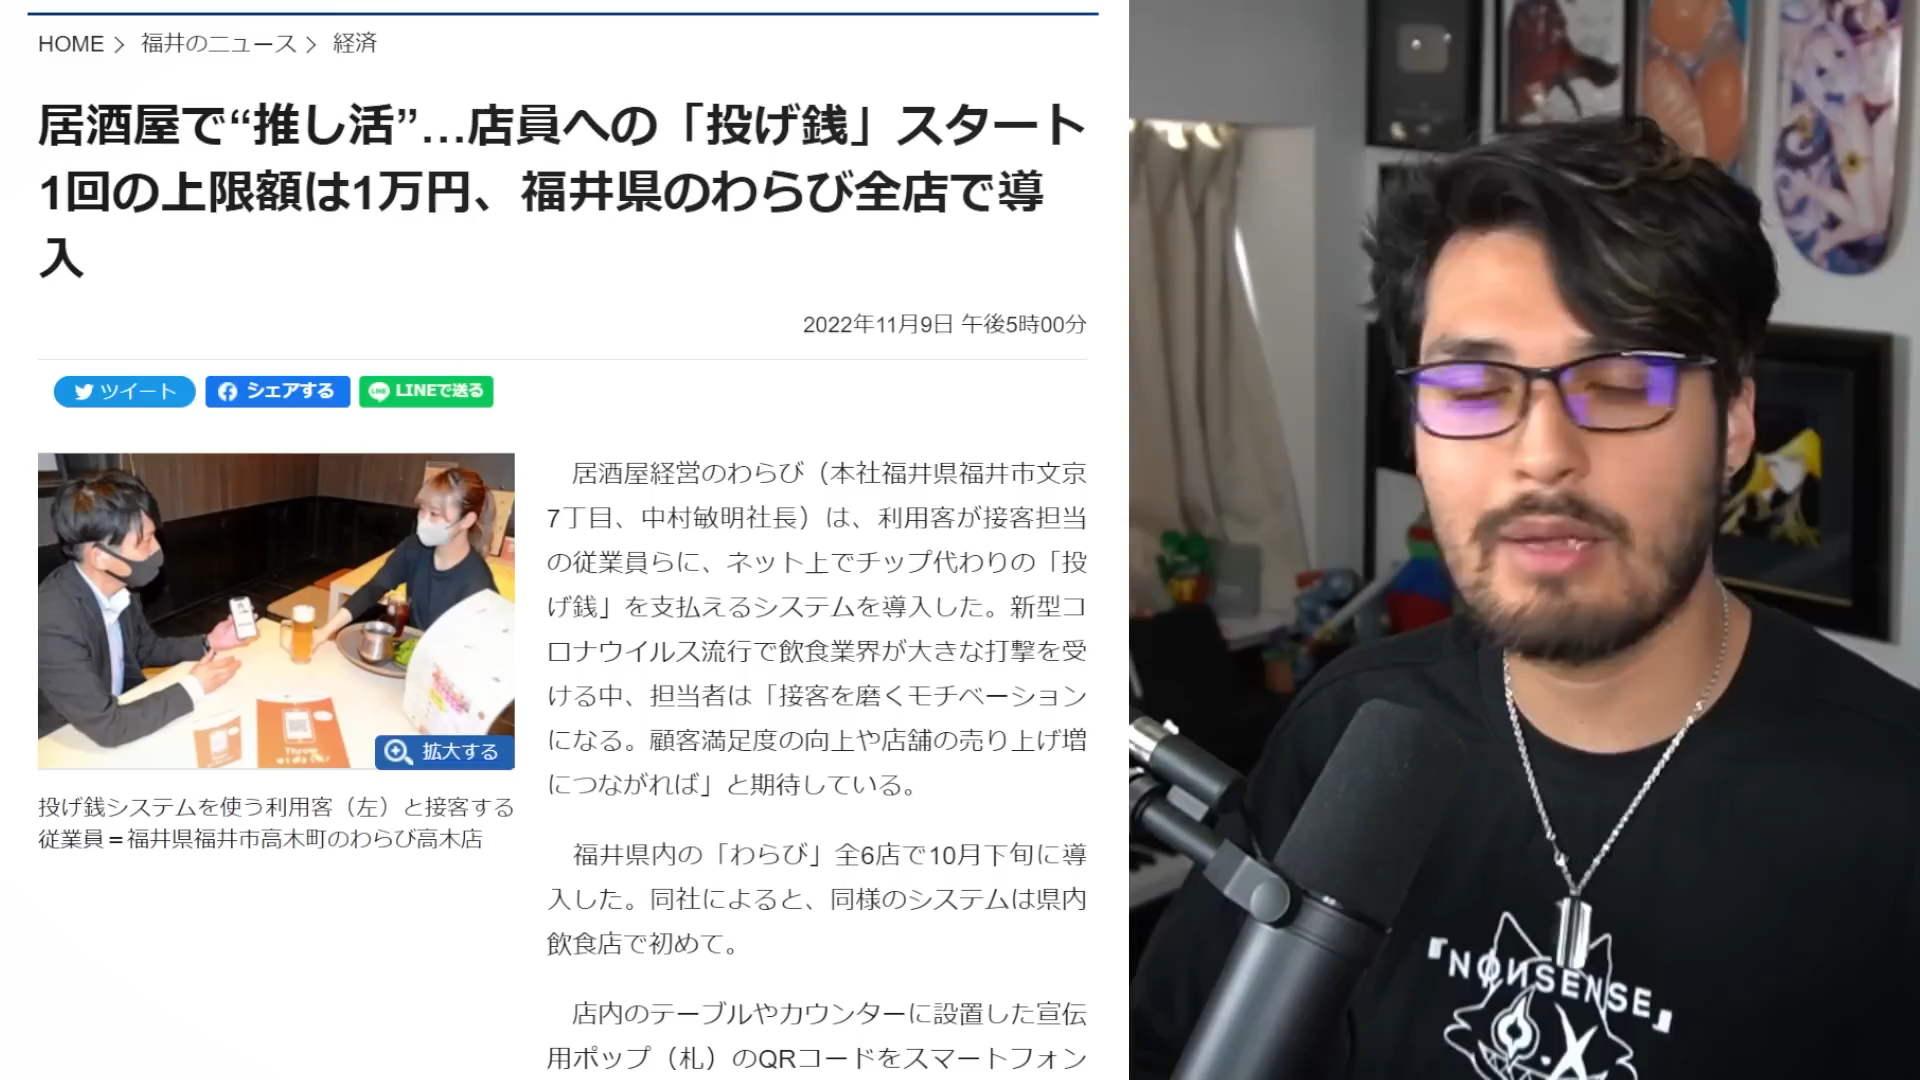 HOME > 福井のニュース > 経済
居酒屋で“推し活”…店員への「投げ銭」スタート
1回の上限額は1万円、福井県のわらび全店で導
入
2022年11月9日 午後5時00分
ツイート シェアする LINEで送る
拡大する
投げ銭システムを使う利用客（左）と接客する
従業員＝福井県福井市高木町のわらび高木店
居酒屋経営のわらび（本社福井県福井市文京
7丁目、中村敏明社長）は、利用客が接客担当
の従業員らに、ネット上でチップ代わりの「投
げ銭」を支払えるシステムを導入した。新型コ
ロナウイルス流行で飲食業界が大きな打撃を受
ける中、担当者は「接客を磨くモチベーション
になる。顧客満足度の向上や店舗の売り上げ増
につながれば」と期待している。
福井県内の「わらび」全6店で10月下旬に導
入した。同社によると、同様のシステムは県内
飲食店で初めて。
店内のテーブルやカウンターに設置した宣伝
用ポップ（札）のQRコードをスマートフォン
『NONSENSE』